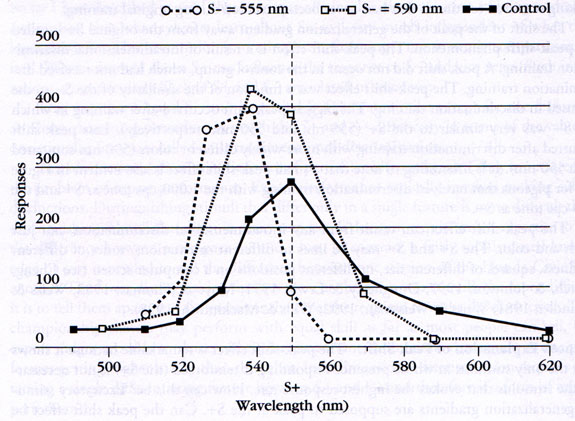 S– = 555 nm S– = 590 nm Control
500
400
300
200
100
0
Responses
500 520 540 560 580 600 620
S+
Wavelength (nm)